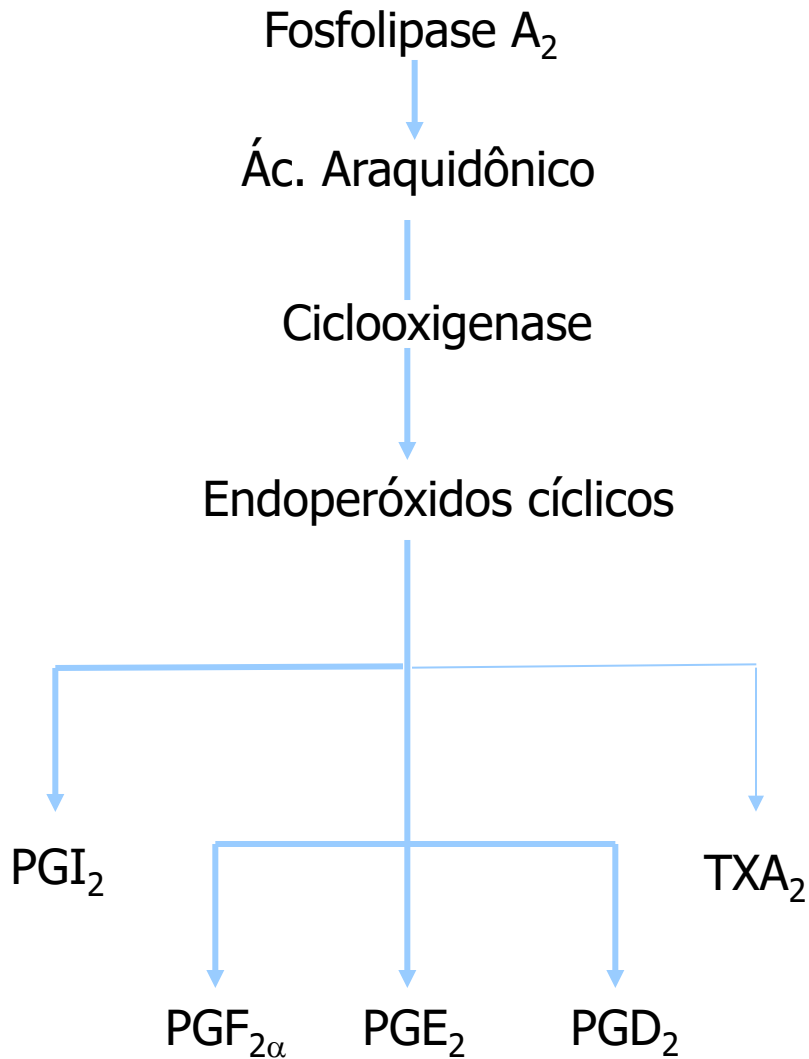 Fosfolipase A₂
Ác. Araquidônico
Ciclooxigenase
Endoperóxidos cíclicos
PGI₂
TXA₂
PGF₂α
PGE₂
PGD₂